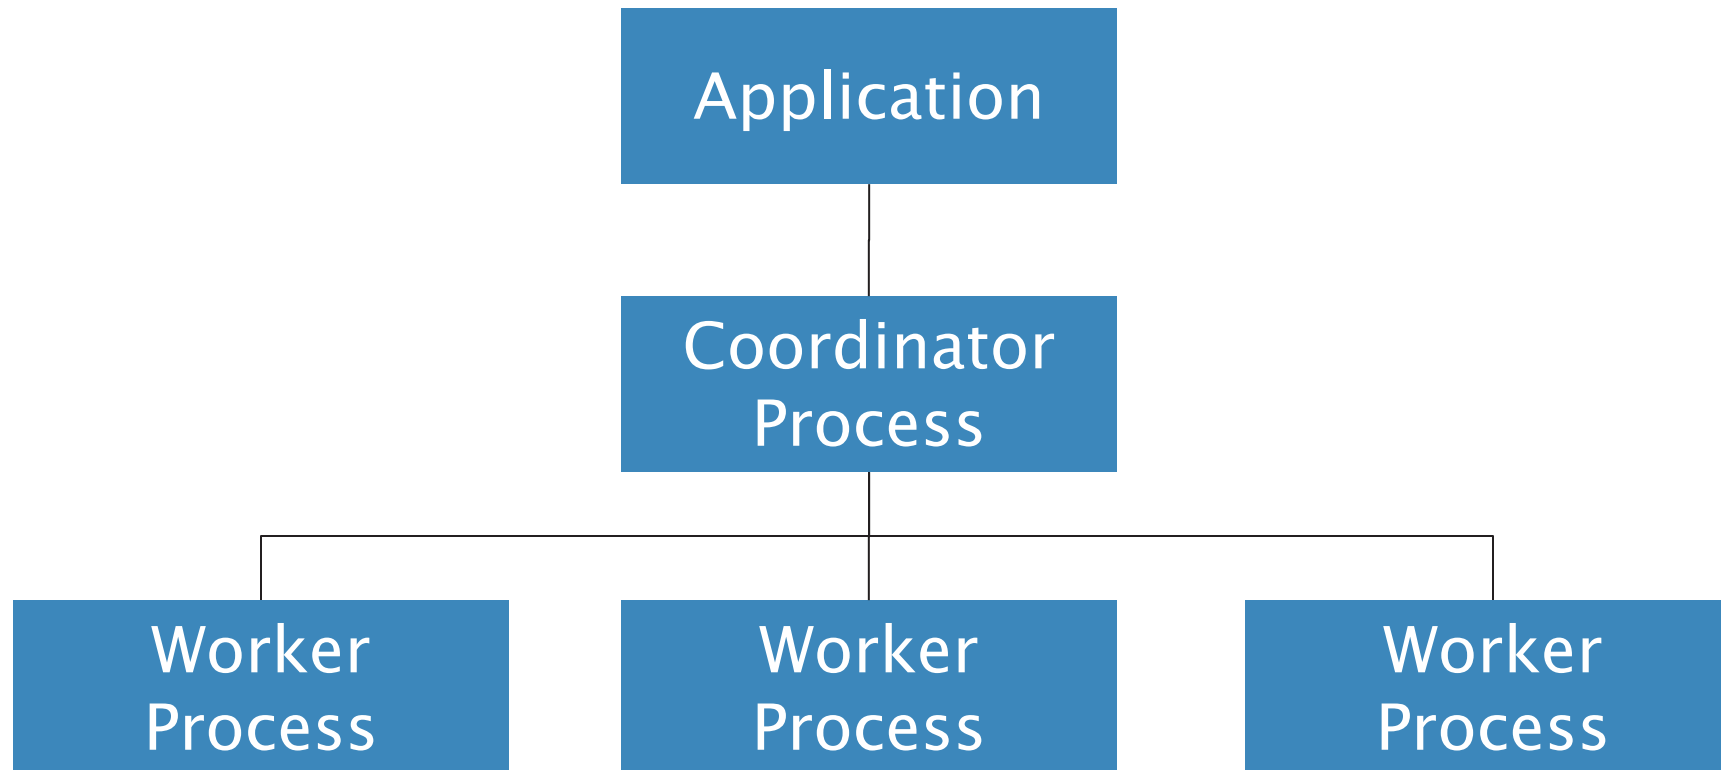 Application
Coordinator
Process
Worker
Process
Worker
Process
Worker
Process